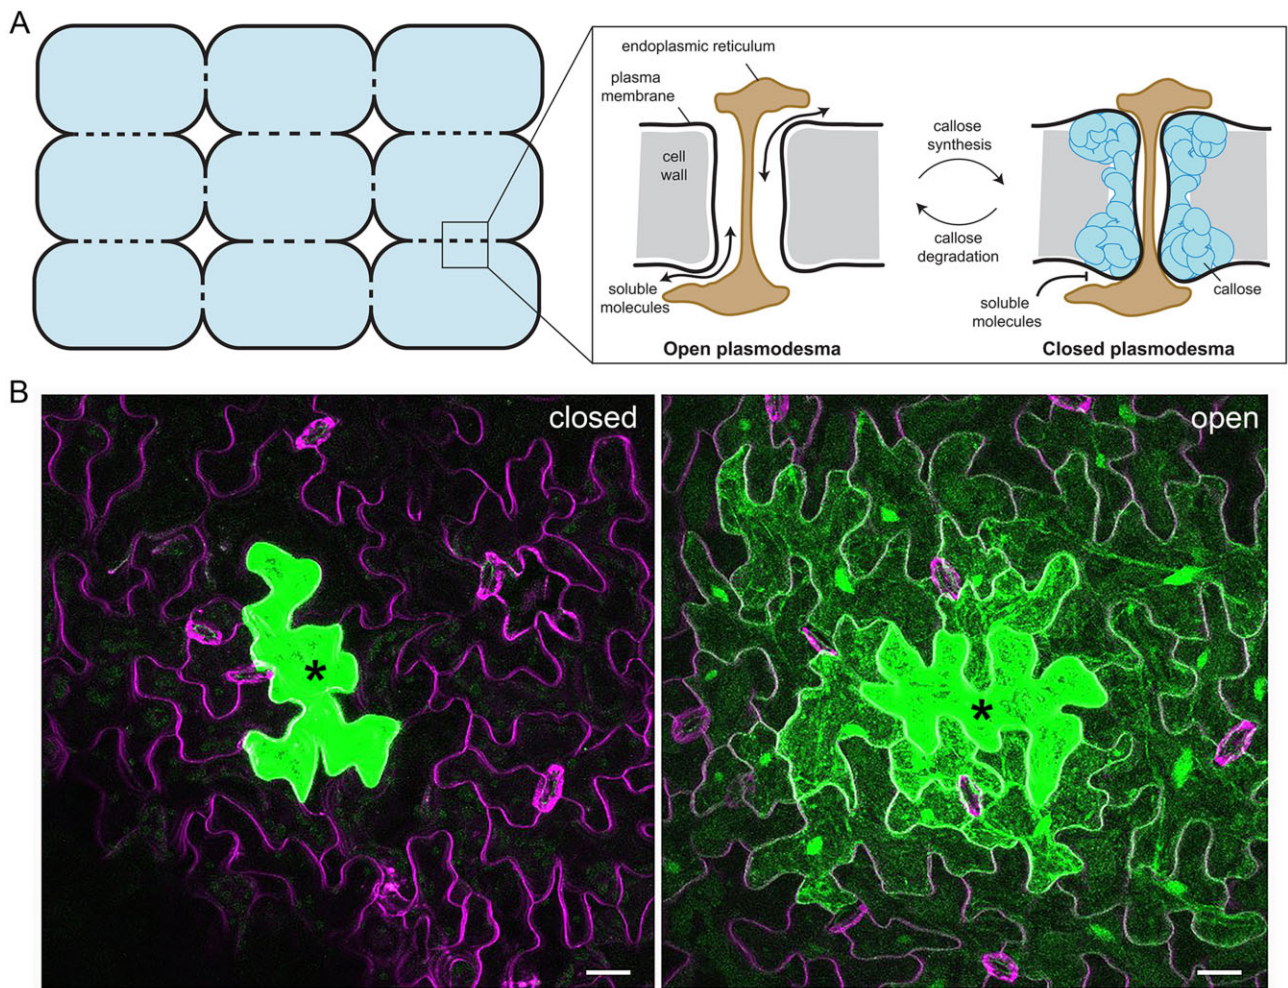 A
endoplasmic reticulum
plasma
membrane
cell
wall
soluble
molecules
Open plasmodesma
callose
synthesis
callose
degradation
soluble
molecules
callose
Closed plasmodesma
B
closed
*
open
*